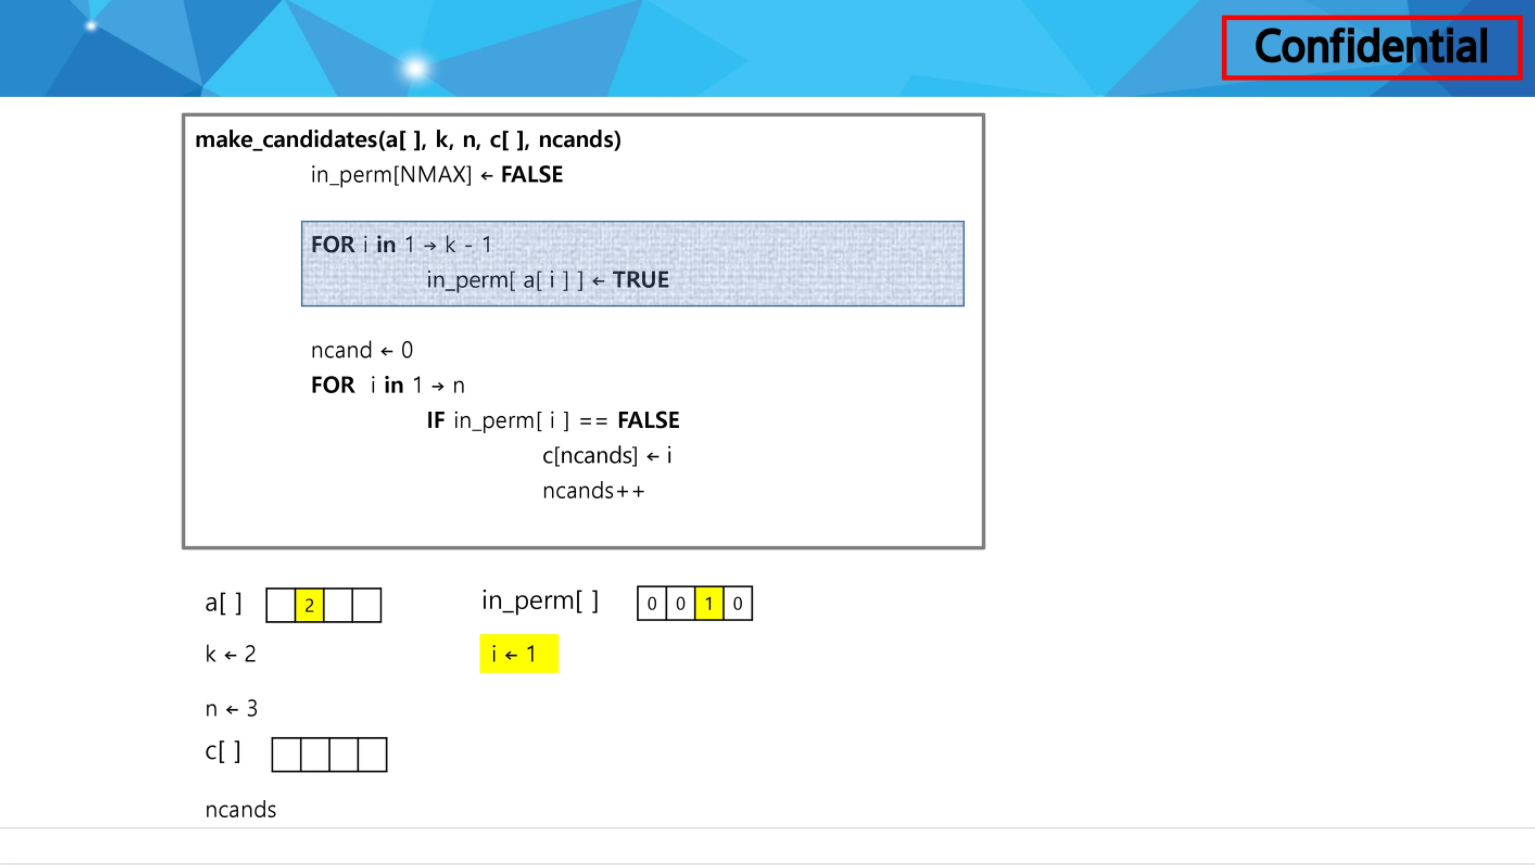 Confidential
make_candidates(a[ ], k, n, c[ ], ncands)
in_perm[NMAX] ← FALSE
FOR i in 1 → k - 1
in_perm[ a[ i ] ] ← TRUE
ncand ← 0
FOR i in 1 → n
IF in_perm[ i ] == FALSE
c[ncands] ← i
ncands++
a[ ] 2 in_perm[ ] 0 0 1 0
k ← 2 i ← 1
n ← 3
c[ ]
ncands